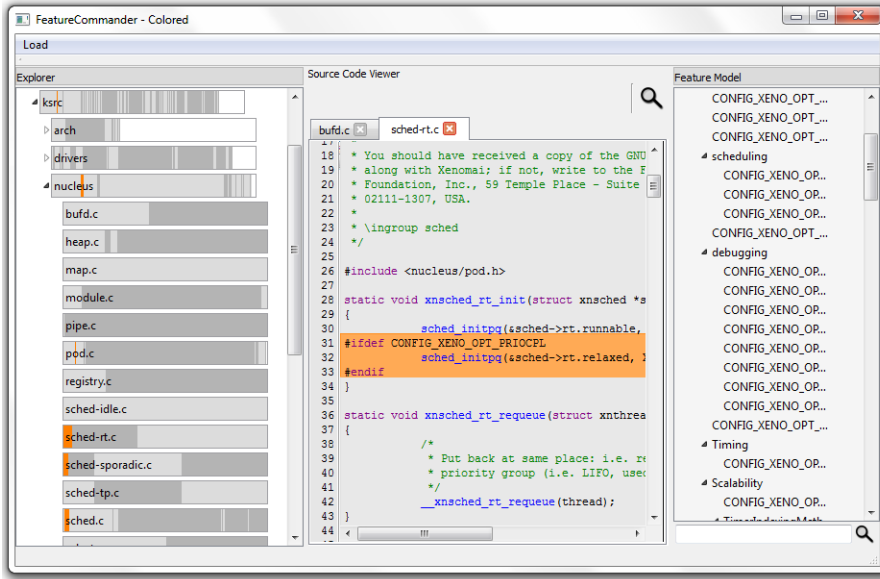 FeatureCommander - Colored
Load
Explorer
ksrc
arch
drivers
nucleus
bufd.c
heap.c
map.c
module.c
pipe.c
pod.c
registry.c
sched-idle.c
sched-rt.c
sched-sporadic.c
sched-tp.c
sched.c
Source Code Viewer
bufd.c
sched-rt.c
17
18 * You should have received a copy of the GNU
19 * along with Xenomai; if not, write to the F
20 * Foundation, Inc., 59 Temple Place - Suite
21 * 02111-1307, USA.
22 *
23 * \ingroup sched
24 */
25
26 #include <nucleus/pod.h>
27
28 static void xnsched_rt_init(struct xnsched *s
29 {
30 sched_initpq(&sched->rt.runnable,
31 #ifdef CONFIG_XENO_OPT_PRIOCPL
32 sched_initpq(&sched->rt.relaxed,
33 #endif
34 }
35
36 static void xnsched_rt_requeue(struct xnthrea
37 {
38 /*
39 * Put back at same place: i.e. re
40 * priority group (i.e. LIFO, used
41 */
42 __xnsched_rt_requeue(thread);
43 }
44
Feature Model
CONFIG_XENO_OPT_...
CONFIG_XENO_OPT_...
CONFIG_XENO_OPT_...
scheduling
CONFIG_XENO_OP...
CONFIG_XENO_OP...
CONFIG_XENO_OP...
CONFIG_XENO_OPT_...
debugging
CONFIG_XENO_OP...
CONFIG_XENO_OP...
CONFIG_XENO_OP...
CONFIG_XENO_OP...
CONFIG_XENO_OP...
CONFIG_XENO_OP...
CONFIG_XENO_OP...
CONFIG_XENO_OP...
CONFIG_XENO_OPT_...
Timing
CONFIG_XENO_OP...
Scalability
CONFIG_XENO_OP...